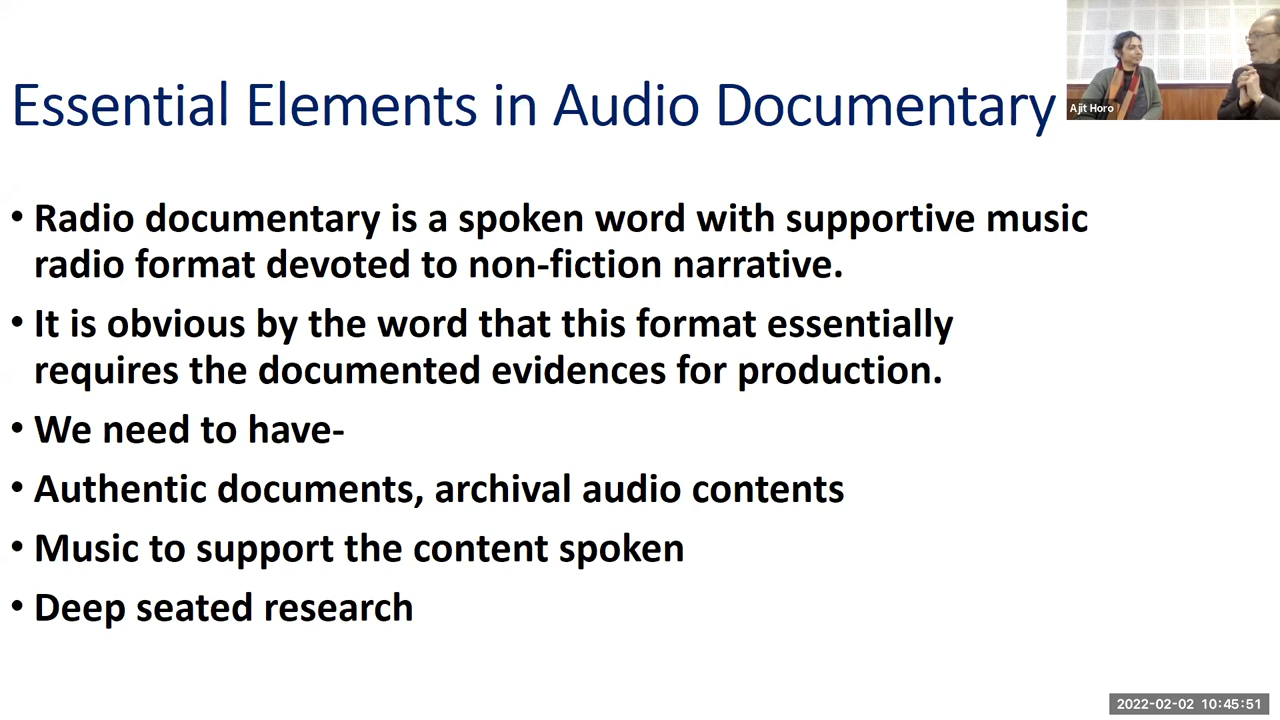 Essential Elements in Audio Documentary
Ajit Horo
• Radio documentary is a spoken word with supportive music
radio format devoted to non-fiction narrative.
• It is obvious by the word that this format essentially
requires the documented evidences for production.
• We need to have-
• Authentic documents, archival audio contents
• Music to support the content spoken
• Deep seated research
2022-02-02 10:45:51